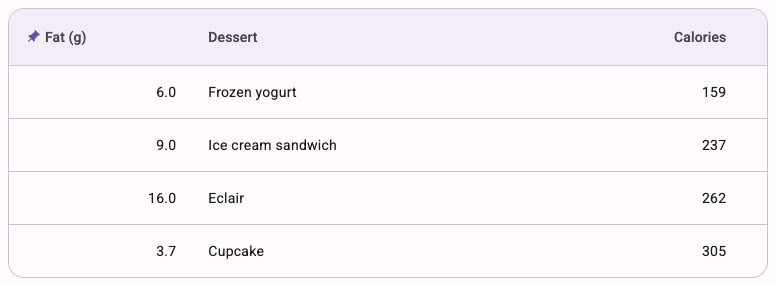 Fat (g) Dessert Calories
6.0 Frozen yogurt 159
9.0 Ice cream sandwich 237
16.0 Eclair 262
3.7 Cupcake 305